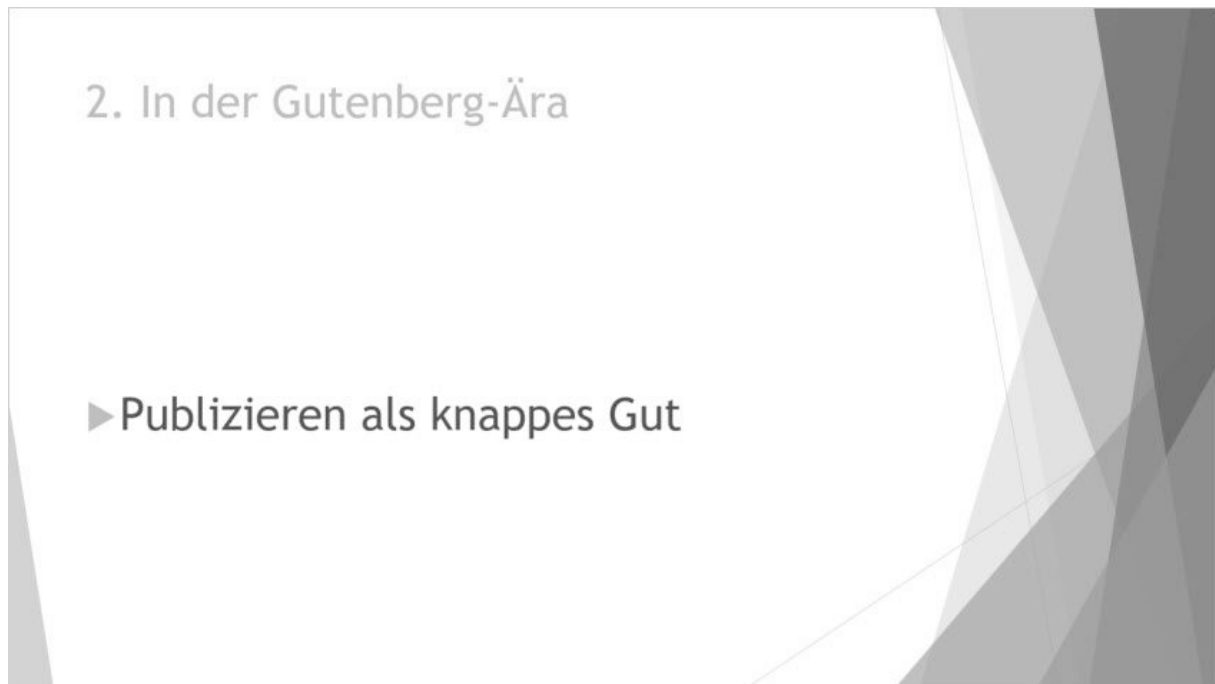 2. In der Gutenberg-Ära
Publizieren als knappes Gut